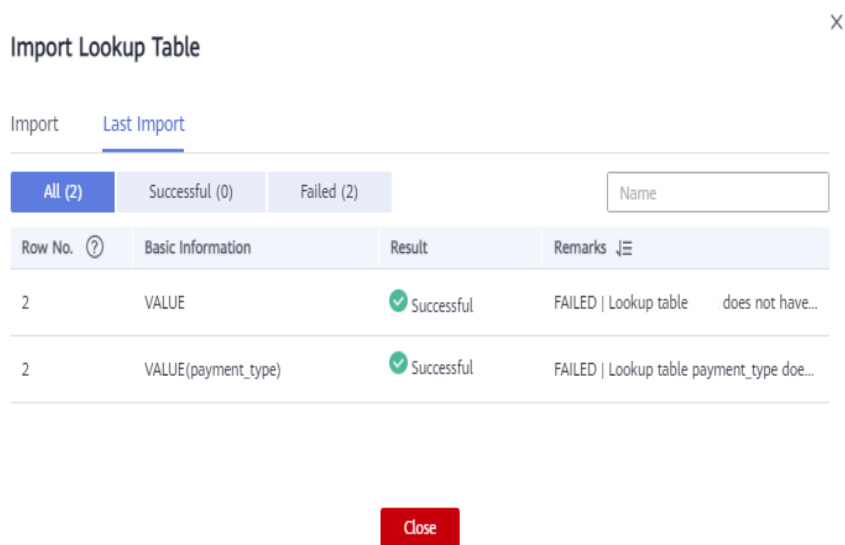 X
Import Lookup Table
Import Last Import
All (2) Successful (0) Failed (2) Name
Row No. ? Basic Information Result Remarks
2 VALUE Successful FAILED | Lookup table does not have...
2 VALUE(payment_type) Successful FAILED | Lookup table payment_type doe...
Close